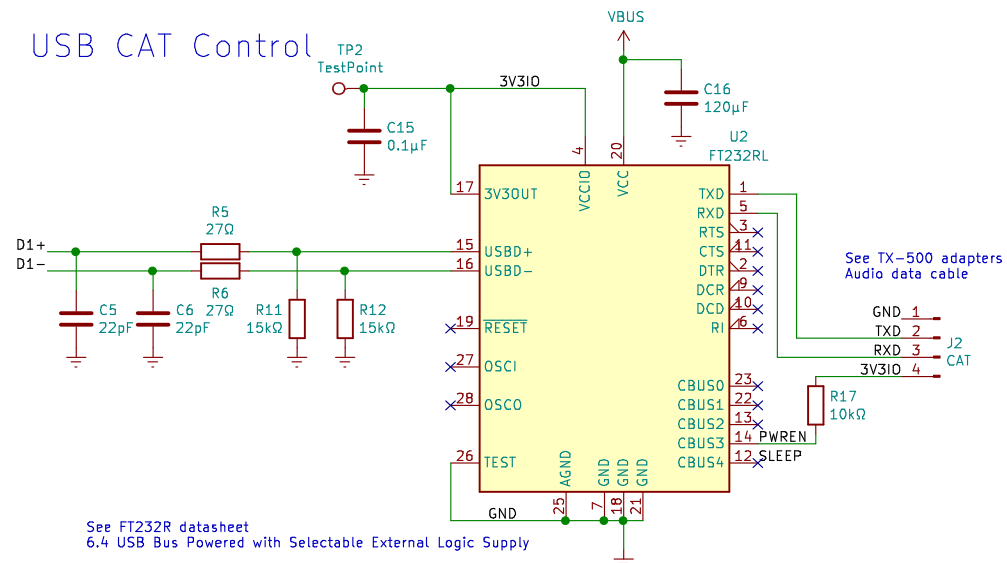 USB CAT Control
VBUS
TP2
TestPoint
3V3IO
C16
120µF
C15
0.1µF
U2
FT232RL
4
20
VCCIO
VCC
17
3V3OUT
TXD
1
RXD
5
RTS
3
CTS
11
DTR
2
DCR
9
DCD
10
RI
6
R5
27Ω
D1+
D1-
15
USBD+
16
USBD-
R6
27Ω
C5
22pF
C6
22pF
R11
15kΩ
R12
15kΩ
19
RESET
27
OSCI
28
OSCO
See TX-500 adapters
Audio data cable
GND
1
TXD
2
RXD
3
3V3IO
4
J2
CAT
R17
10kΩ
CBUS0
23
CBUS1
22
CBUS2
13
CBUS3
14
PWREN
CBUS4
12
SLEEP
26
TEST
AGND
GND
GND
GND
25
7
18
21
GND
See FT232R datasheet
6.4 USB Bus Powered with Selectable External Logic Supply